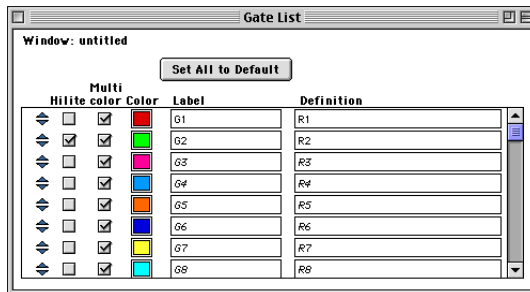 Gate List
Window: untitled
Set All to Default
Multi
Hilite color Color Label Definition
G1 R1
G2 R2
G3 R3
G4 R4
G5 R5
G6 R6
G7 R7
G8 R8